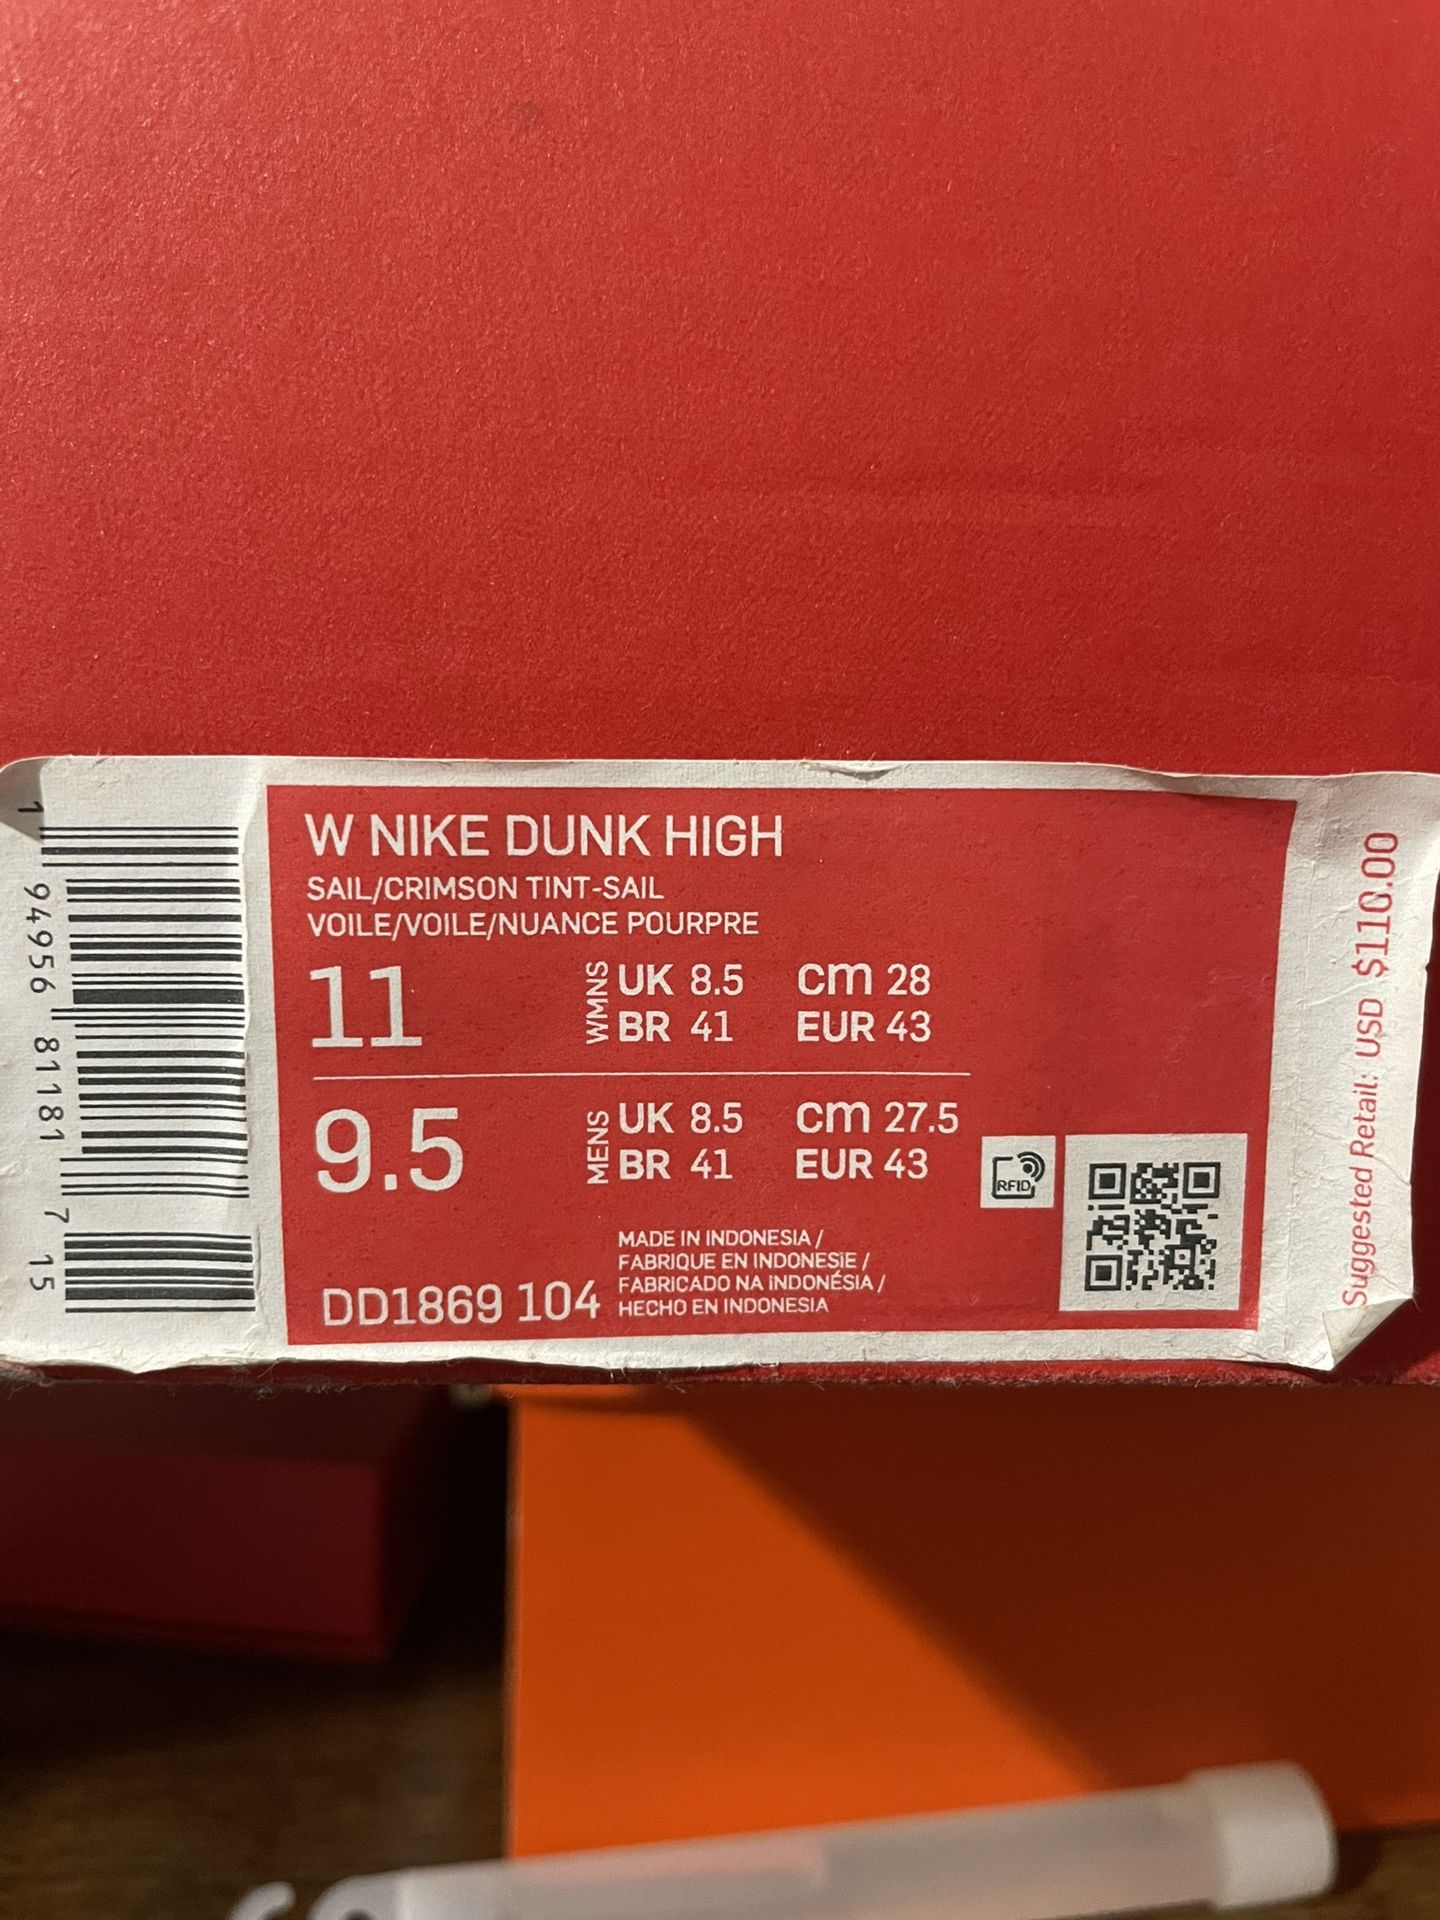 W NIKE DUNK HIGH
SAIL/CRIMSON TINT-SAIL
VOILE/VOILE/NUANCE POURPRE
11
WMNS
UK 8.5 cm 28
BR 41 EUR 43
9.5
MENS
UK 8.5 cm 27.5
BR 41 EUR 43
RFID
MADE IN INDONESIA /
FABRIQUE EN INDONESIE /
FABRICADO NA INDONÉSIA /
HECHO EN INDONESIA
DD1869 104
1 94956 81181 7 15
Suggested Retail: USD $110.00